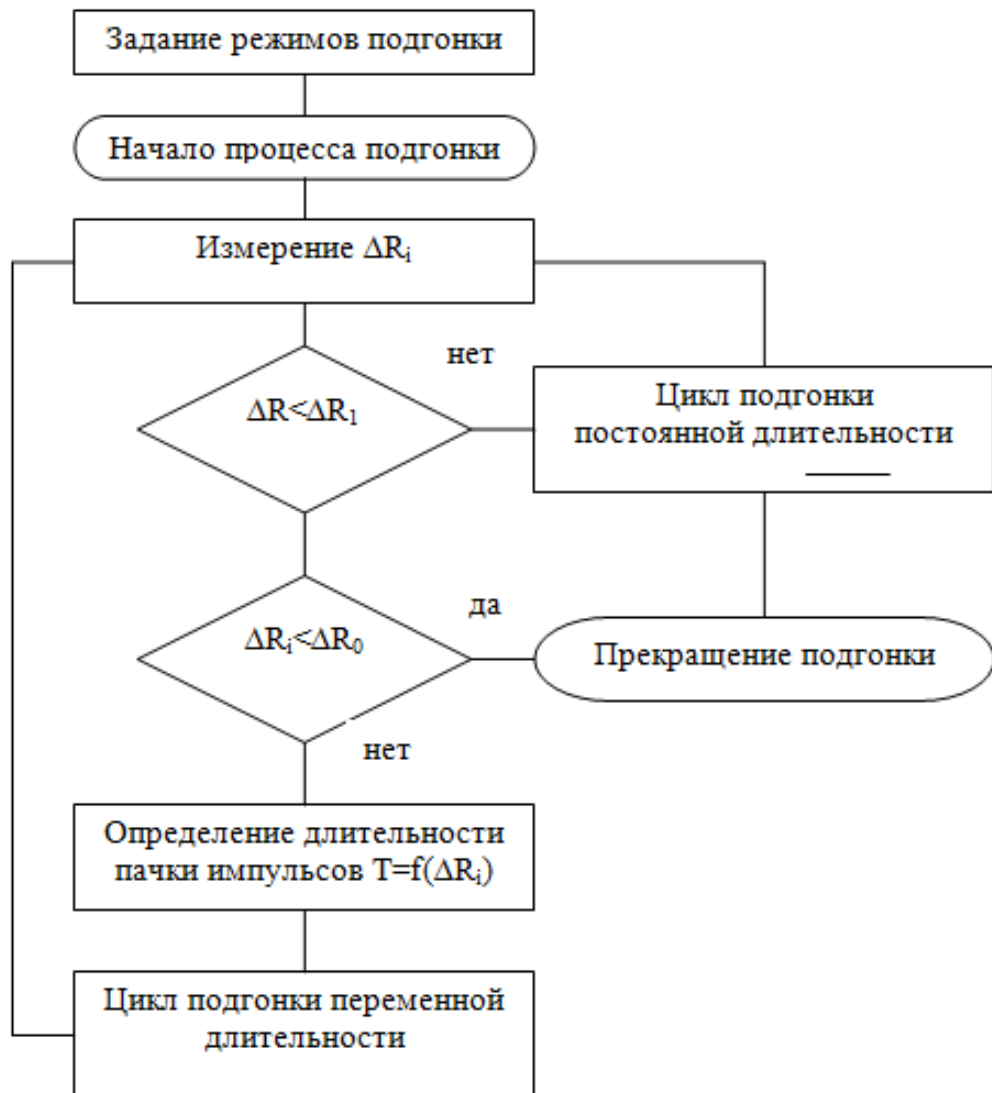 Задание режимов подгонки
Начало процесса подгонки
Измерение ΔRᵢ
нет
ΔR<ΔR₁
Цикл подгонки
постоянной длительности
да
ΔRᵢ<ΔR₀
Прекращение подгонки
нет
Определение длительности
пачки импульсов T=f(ΔRᵢ)
Цикл подгонки переменной
длительности